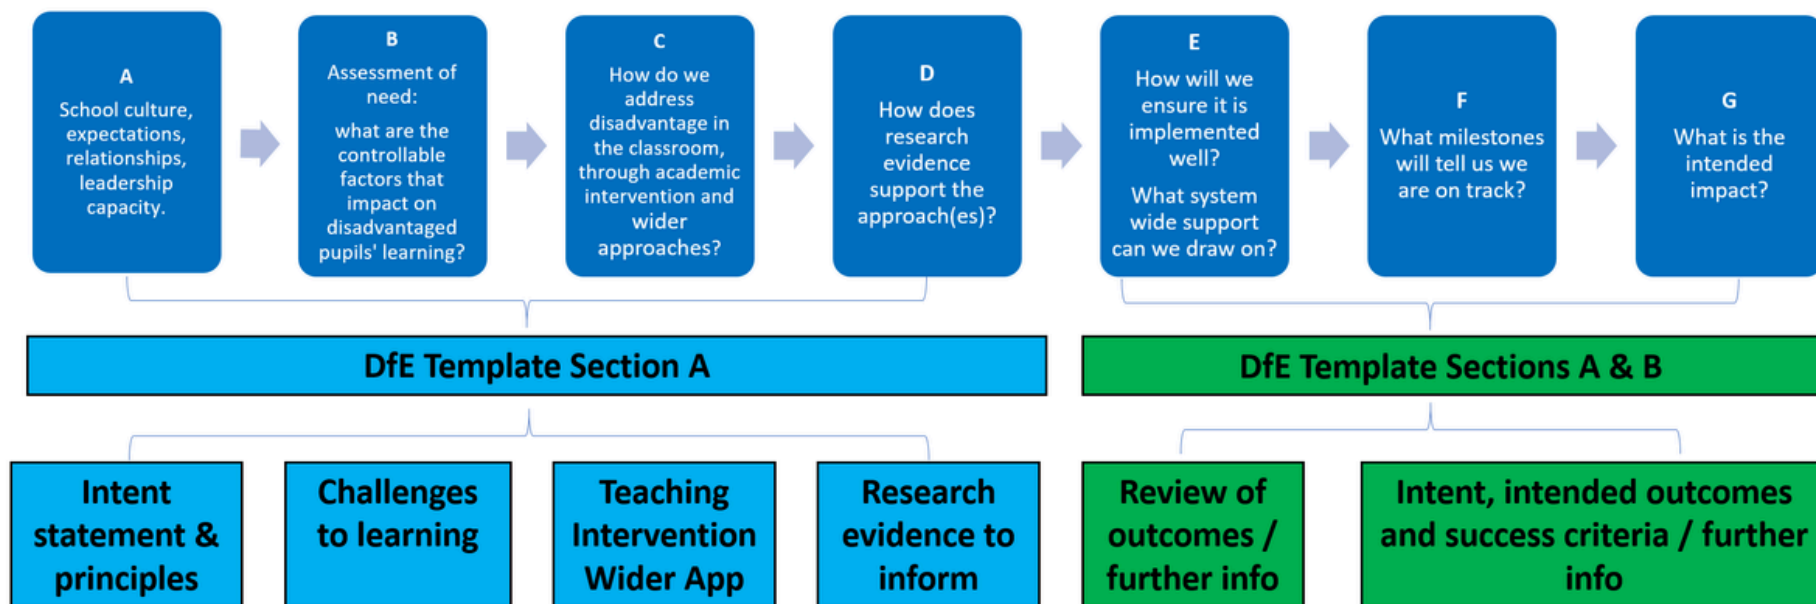 A
School culture,
expectations,
relationships,
leadership
capacity.
B
Assessment of
need:
what are the
controllable
factors that
impact on
disadvantaged
pupils' learning?
C
How do we
address
disadvantage in
the classroom,
through academic
intervention and
wider
approaches?
D
How does
research
evidence
support the
approach(es)?
E
How will we
ensure it is
implemented
well?
What system
wide support
can we draw on?
F
What milestones
will tell us we
are on track?
G
What is the
intended
impact?
DfE Template Section A
DfE Template Sections A & B
Intent
statement &
principles
Challenges
to learning
Teaching
Intervention
Wider App
Research
evidence to
inform
Review of
outcomes /
further info
Intent, intended outcomes
and success criteria / further
info